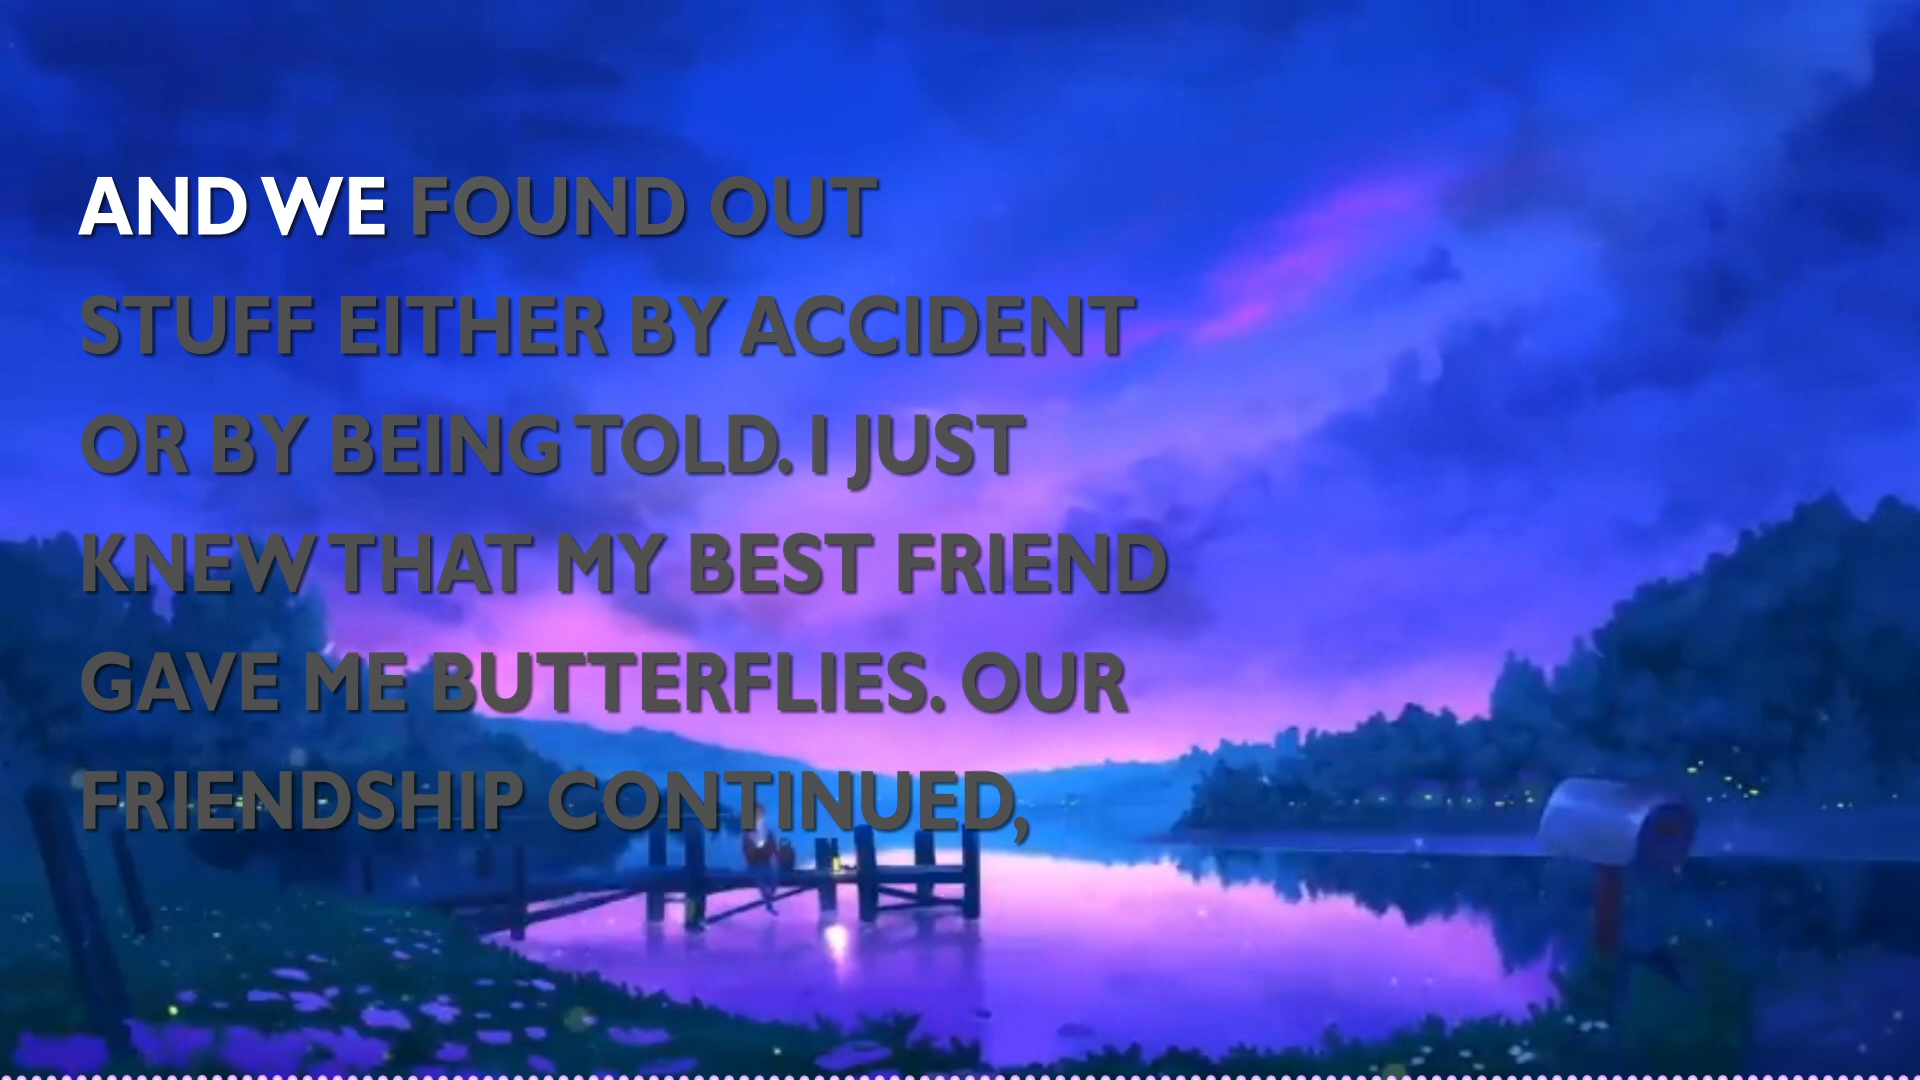 AND WE FOUND OUT
STUFF EITHER BY ACCIDENT
OR BY BEING TOLD. I JUST
KNEW THAT MY BEST FRIEND
GAVE ME BUTTERFLIES. OUR
FRIENDSHIP CONTINUED,